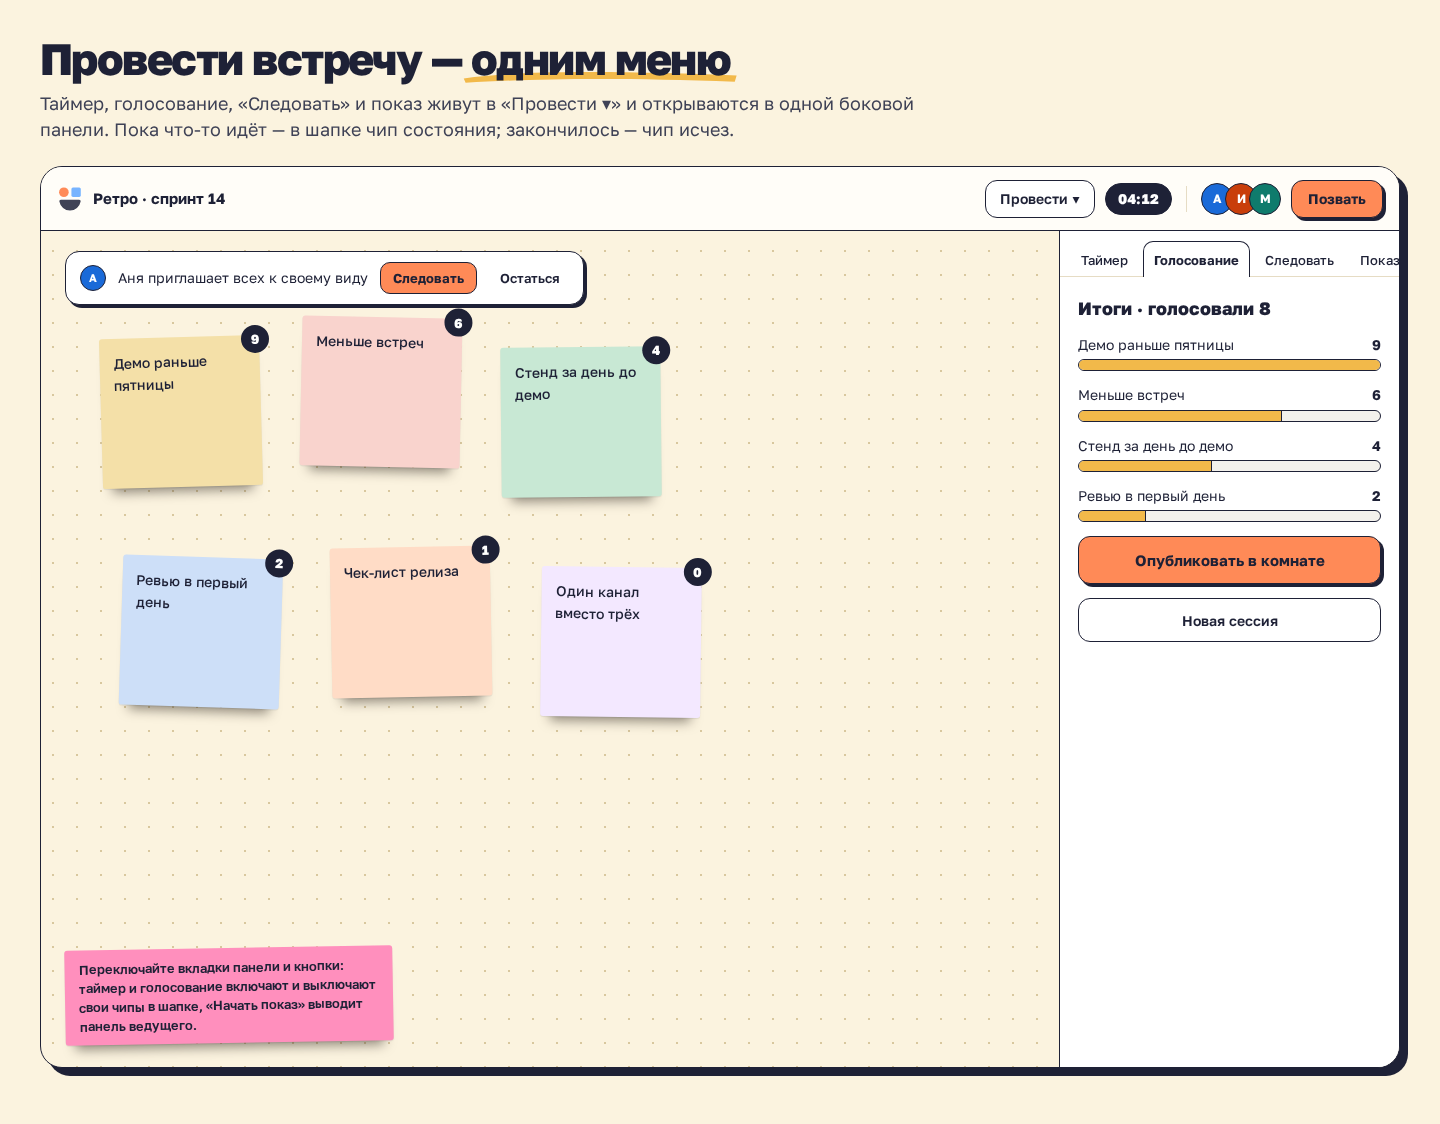 Провести встречу — одним меню
Таймер, голосование, «Следовать» и показ живут в «Провести ▾» и открываются в одной боковой
панели. Пока что-то идёт — в шапке чип состояния; закончилось — чип исчез.
Ретро · спринт 14
Провести ▾
04:12
А
И
М
Позвать
А
Аня приглашает всех к своему виду
Следовать
Остаться
Таймер
Голосование
Следовать
Показ
Итоги · голосовали 8
Демо раньше пятницы 9
Меньше встреч 6
Стенд за день до демо 4
Ревью в первый день 2
Опубликовать в комнате
Новая сессия
9
Демо раньше
пятницы
6
Меньше встреч
4
Стенд за день до
демо
2
Ревью в первый
день
1
Чек-лист релиза
0
Один канал
вместо трёх
Переключайте вкладки панели и кнопки:
таймер и голосование включают и выключают
свои чипы в шапке, «Начать показ» выводит
панель ведущего.